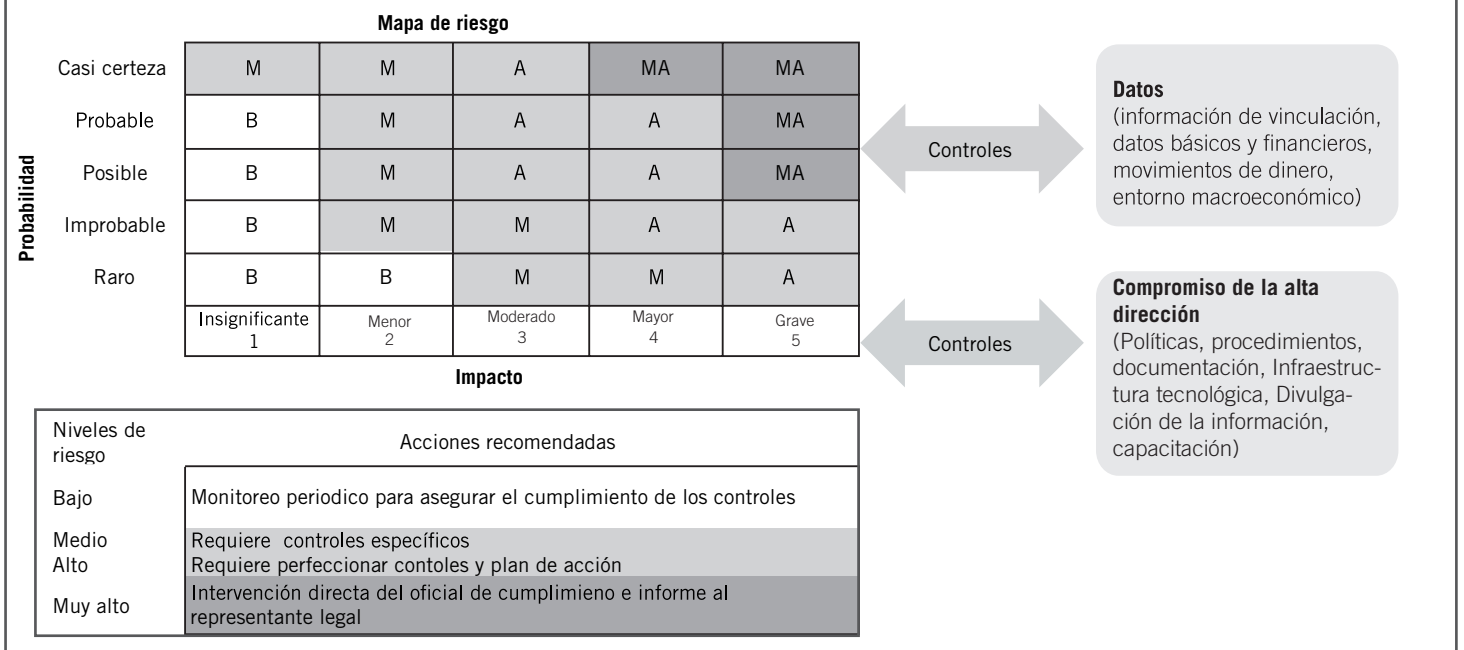 Mapa de riesgo
Probabilidad
Casi certeza M M A MA MA
Probable B M A A MA
Posible B M A A MA
Improbable B M M A A
Raro B B M M A
Insignificante Menor Moderado Mayor Grave
1 2 3 4 5
Impacto
Controles
Datos
(información de vinculación,
datos básicos y financieros,
movimientos de dinero,
entorno macroeconómico)
Controles
Compromiso de la alta
dirección
(Políticas, procedimientos,
documentación, Infraestruc-
tura tecnológica, Divulga-
ción de la información,
capacitación)
Niveles de
riesgo
Acciones recomendadas
Bajo Monitoreo periodico para asegurar el cumplimiento de los controles
Medio Requiere controles específicos
Alto Requiere perfeccionar contoles y plan de acción
Muy alto
Intervención directa del oficial de cumplimieno e informe al
representante legal